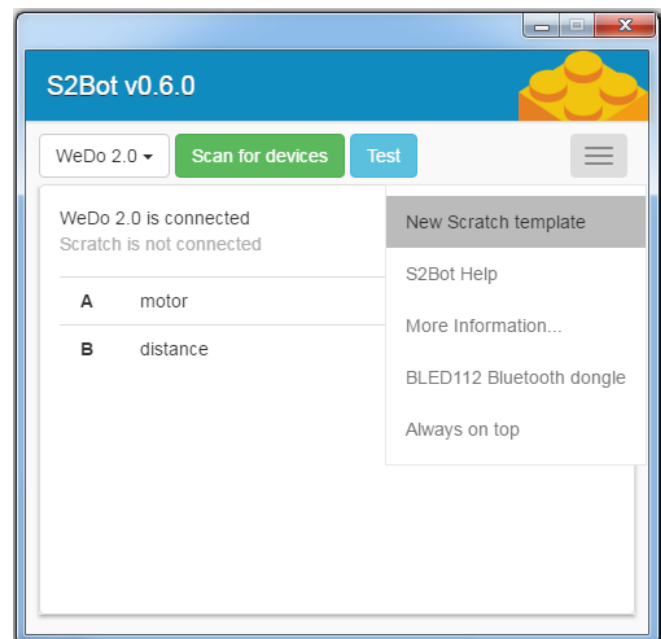 S2Bot v0.6.0
WeDo 2.0
Scan for devices
Test
WeDo 2.0 is connected
Scratch is not connected
A motor
B distance
New Scratch template
S2Bot Help
More Information...
BLED112 Bluetooth dongle
Always on top